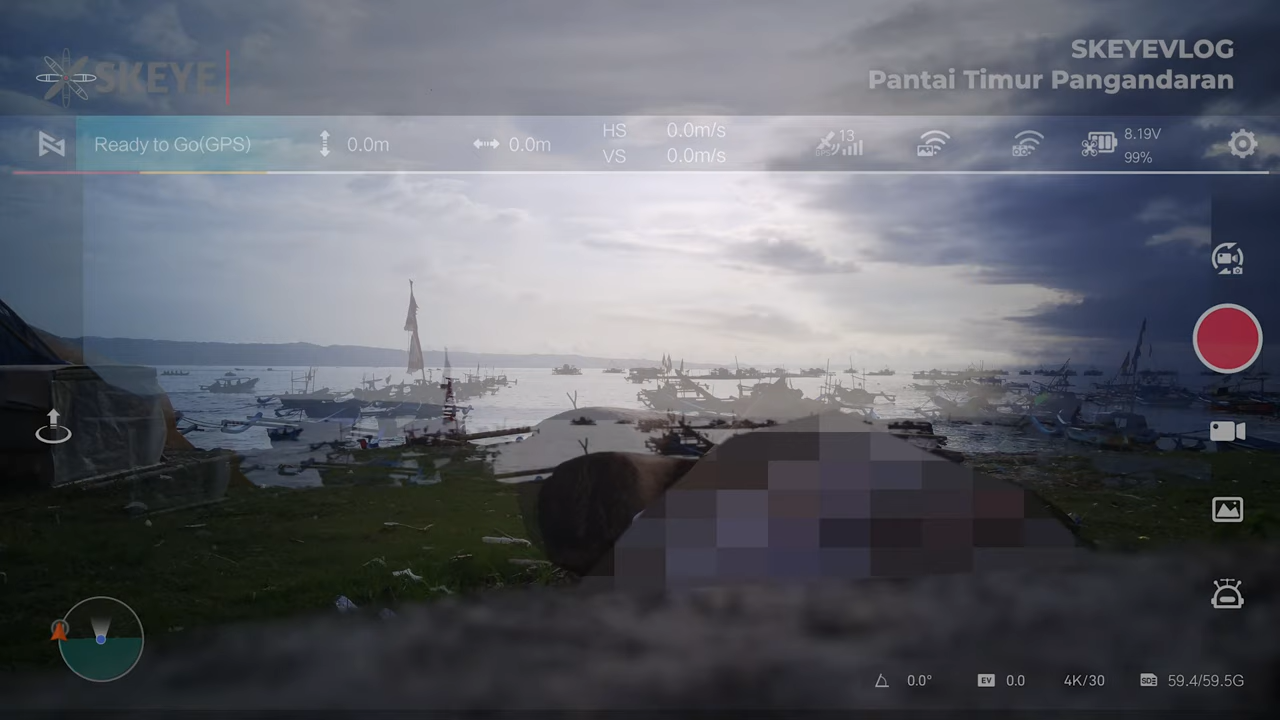 SKEYE
SKEYEVLOG
Pantai Timur Pangandaran
Ready to Go(GPS)
0.0m
0.0m
HS 0.0m/s
VS 0.0m/s
13
8.19V
99%
0.0°
EV 0.0
4K/30
59.4/59.5G